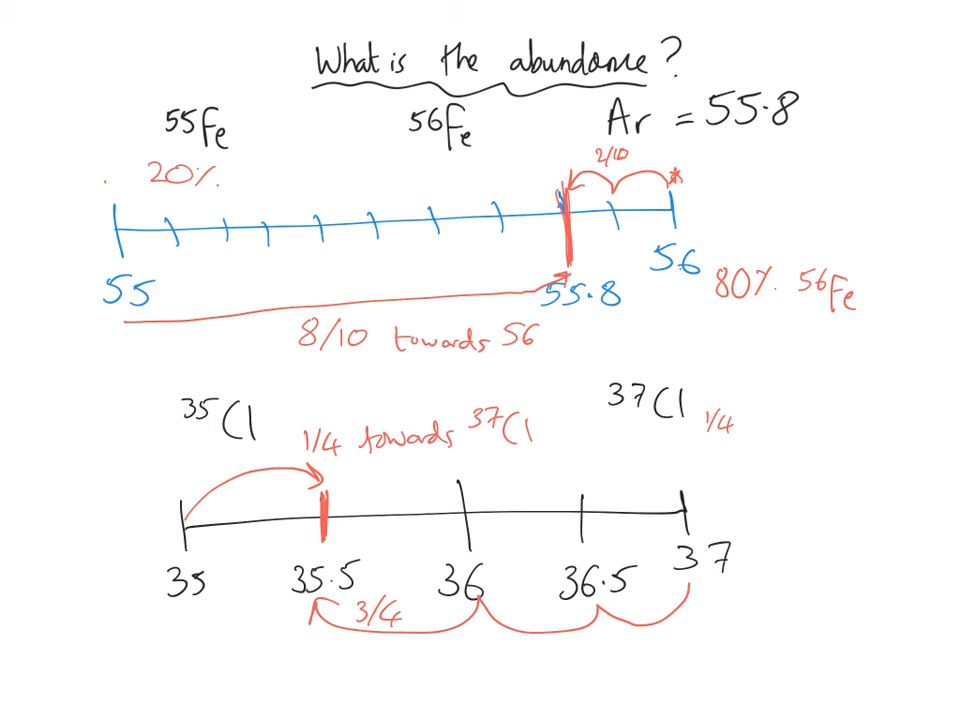 What is the abundance?
55Fe 56Fe Ar = 55.8
20% 2/10 *
55 55.8 56 80% 56Fe
8/10 towards 56
35Cl 37Cl
1/4 towards 37Cl 1/4
35 35.5 36 36.5 37
3/4